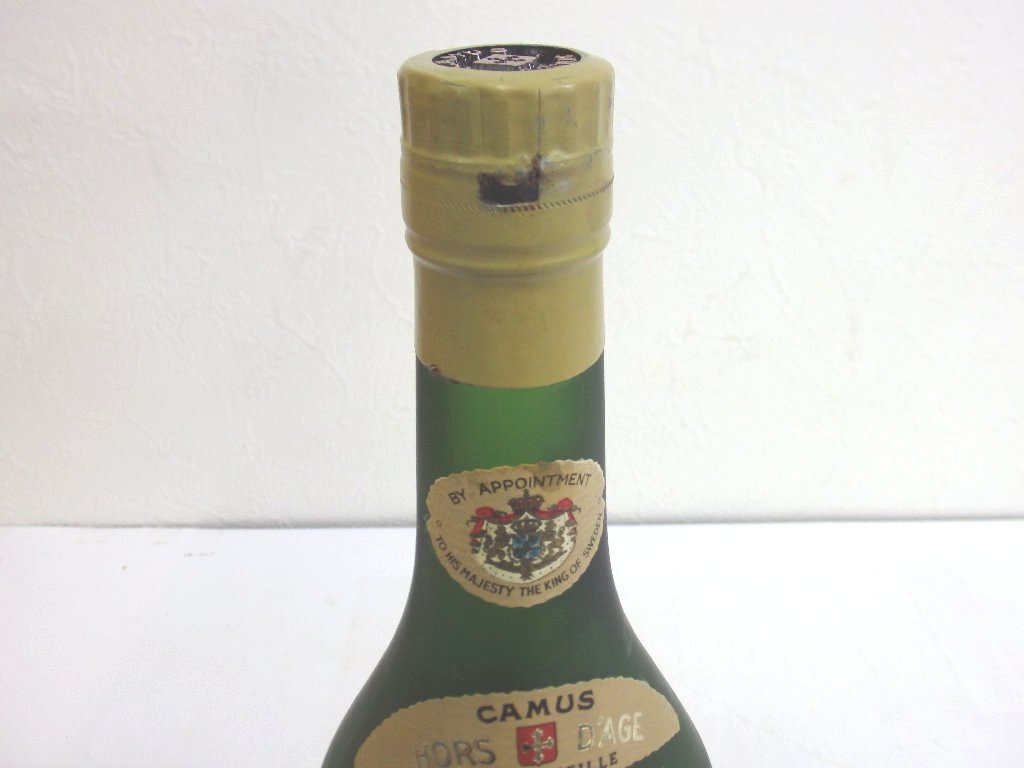 BY APPOINTMENT
TO HIS MAJESTY THE KING OF SWEDEN
CAMUS
HORS D'AGE